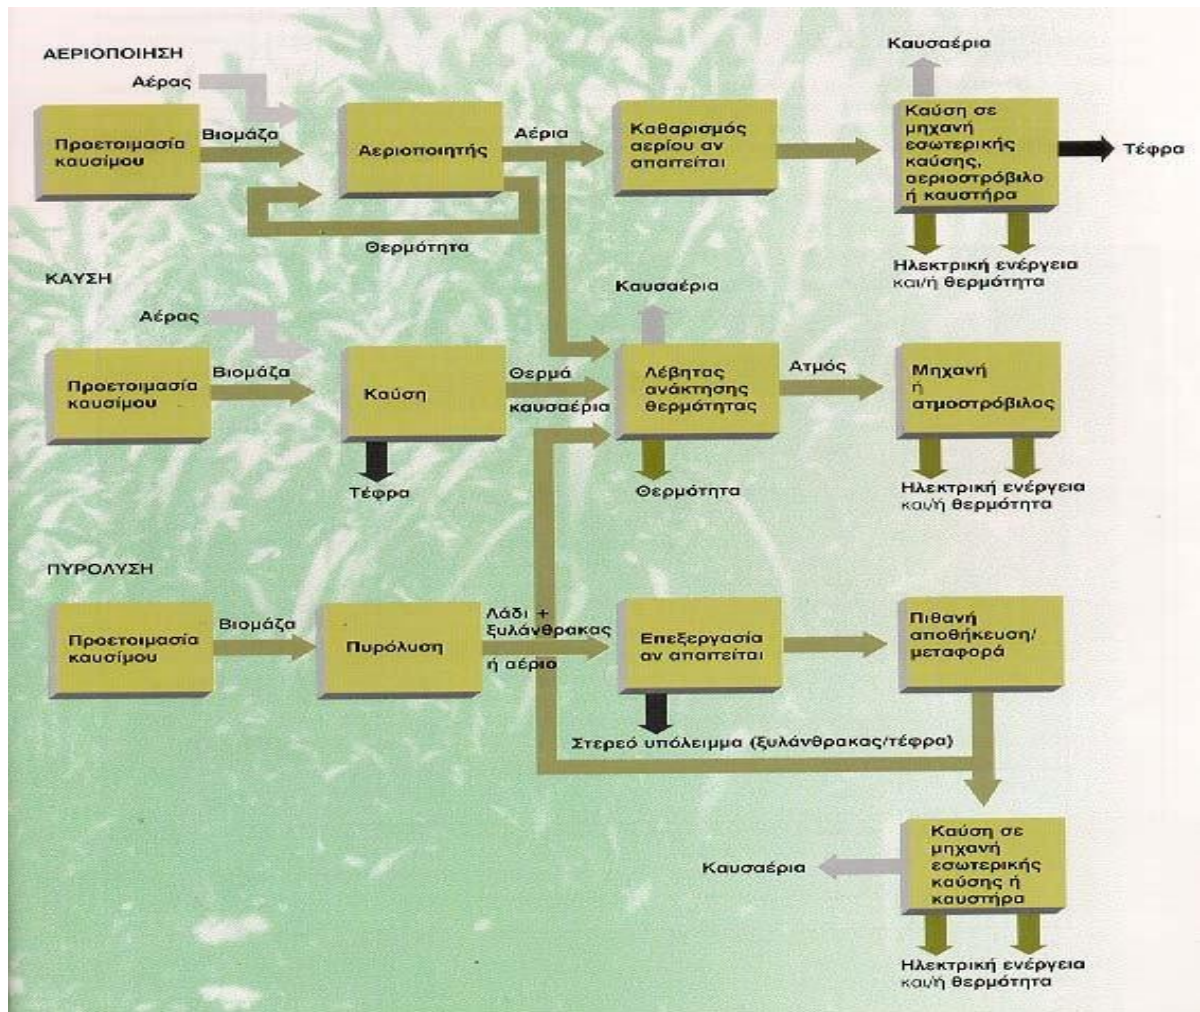 ΑΕΡΙΟΠΟΙΗΣΗ
Αέρας
Προετοιμασία
καυσίμου
Βιομάζα
Αεριοποιητής
Αέρια
Θερμότητα
Καθαρισμός
αερίου αν
απαιτείται
Καυσαέρια
Καύση σε
μηχανή
εσωτερικής
καύσης,
αεριοστρόβιλο
ή καυστήρα
Τέφρα
Ηλεκτρική ενέργεια
και/ή θερμότητα
ΚΑΥΣΗ
Αέρας
Προετοιμασία
καυσίμου
Βιομάζα
Καύση
Τέφρα
Θερμά
καυσαέρια
Καυσαέρια
Λέβητας
ανάκτησης
θερμότητας
Θερμότητα
Ατμός
Μηχανή
ή
ατμοστρόβιλος
Ηλεκτρική ενέργεια
και/ή θερμότητα
ΠΥΡΟΛΥΣΗ
Προετοιμασία
καυσίμου
Βιομάζα
Πυρόλυση
Λάδι +
ξυλάνθρακας
ή αέριο
Επεξεργασία
αν απαιτείται
Στερεό υπόλειμμα (ξυλάνθρακας/τέφρα)
Πιθανή
αποθήκευση/
μεταφορά
Καύση σε
μηχανή
εσωτερικής
καύσης ή
καυστήρα
Καυσαέρια
Ηλεκτρική ενέργεια
και/ή θερμότητα